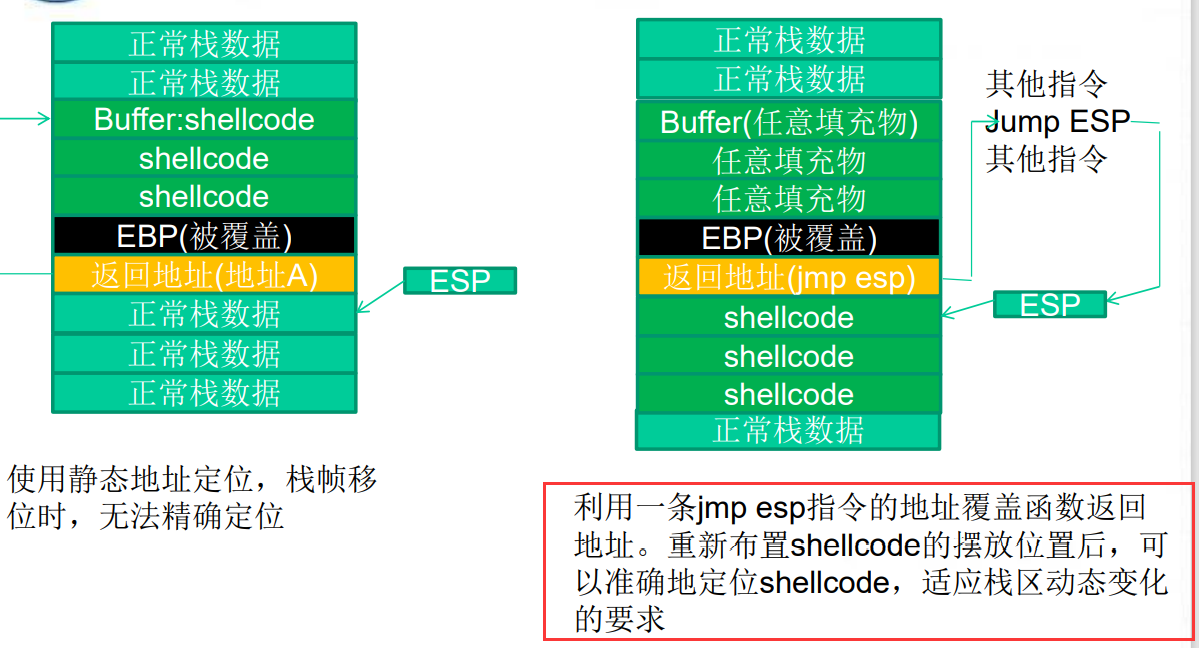 正常栈数据
正常栈数据
Buffer:shellcode
shellcode
shellcode
EBP(被覆盖)
返回地址(地址A)
正常栈数据
正常栈数据
正常栈数据
ESP
使用静态地址定位，栈帧移
位时，无法精确定位
正常栈数据
正常栈数据
Buffer(任意填充物)
任意填充物
任意填充物
EBP(被覆盖)
返回地址(jmp esp)
shellcode
shellcode
shellcode
正常栈数据
其他指令
Jump ESP
其他指令
ESP
利用一条jmp esp指令的地址覆盖函数返回
地址。重新布置shellcode的摆放位置后，可
以准确地定位shellcode，适应栈区动态变化
的要求